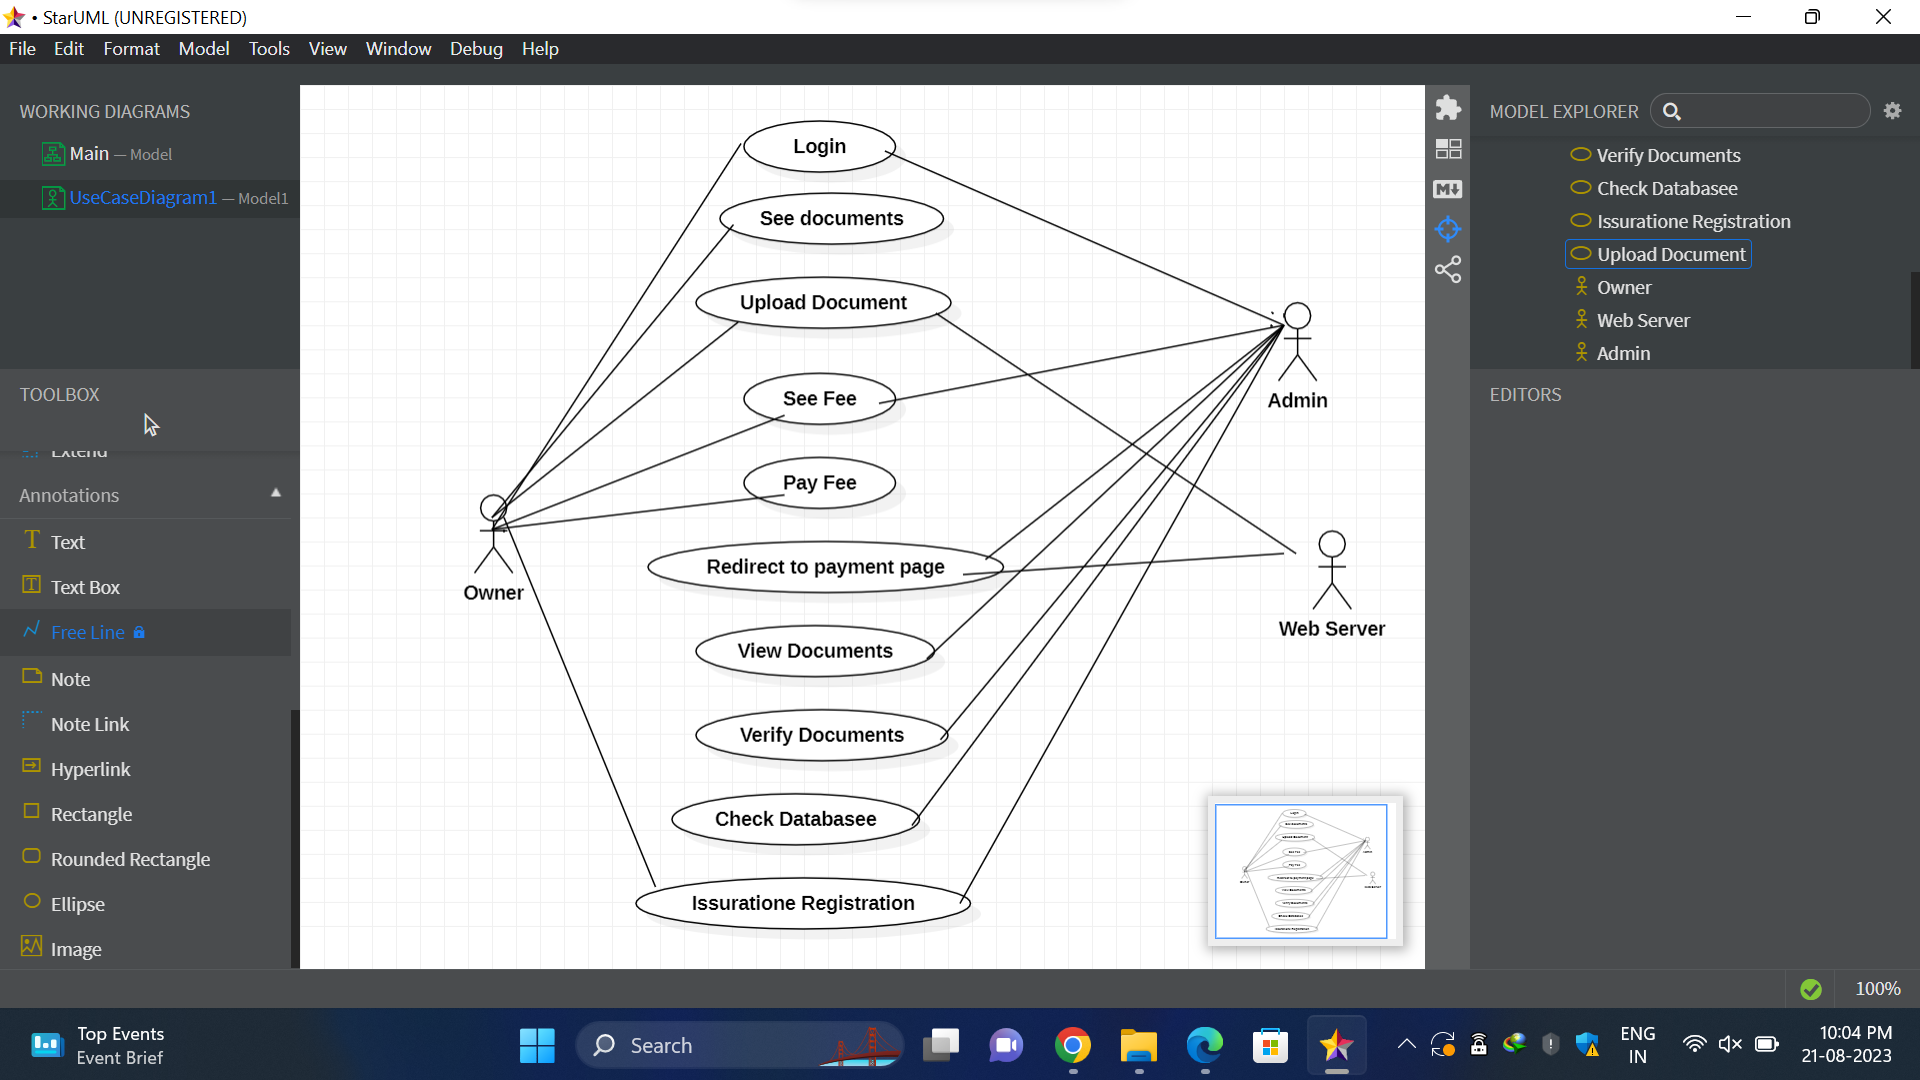 • StarUML (UNREGISTERED)
File Edit Format Model Tools View Window Debug Help
WORKING DIAGRAMS
Main — Model
UseCaseDiagram1 — Model1
TOOLBOX
Extend
Annotations
Text
Text Box
Free Line
Note
Note Link
Hyperlink
Rectangle
Rounded Rectangle
Ellipse
Image
Login
See documents
Upload Document
See Fee
Pay Fee
Redirect to payment page
View Documents
Verify Documents
Check Databasee
Issuratione Registration
Owner
Admin
Web Server
MODEL EXPLORER
Verify Documents
Check Databasee
Issuratione Registration
Upload Document
Owner
Web Server
Admin
EDITORS
100%
Top Events
Event Brief
Search
ENG
IN
10:04 PM
21-08-2023